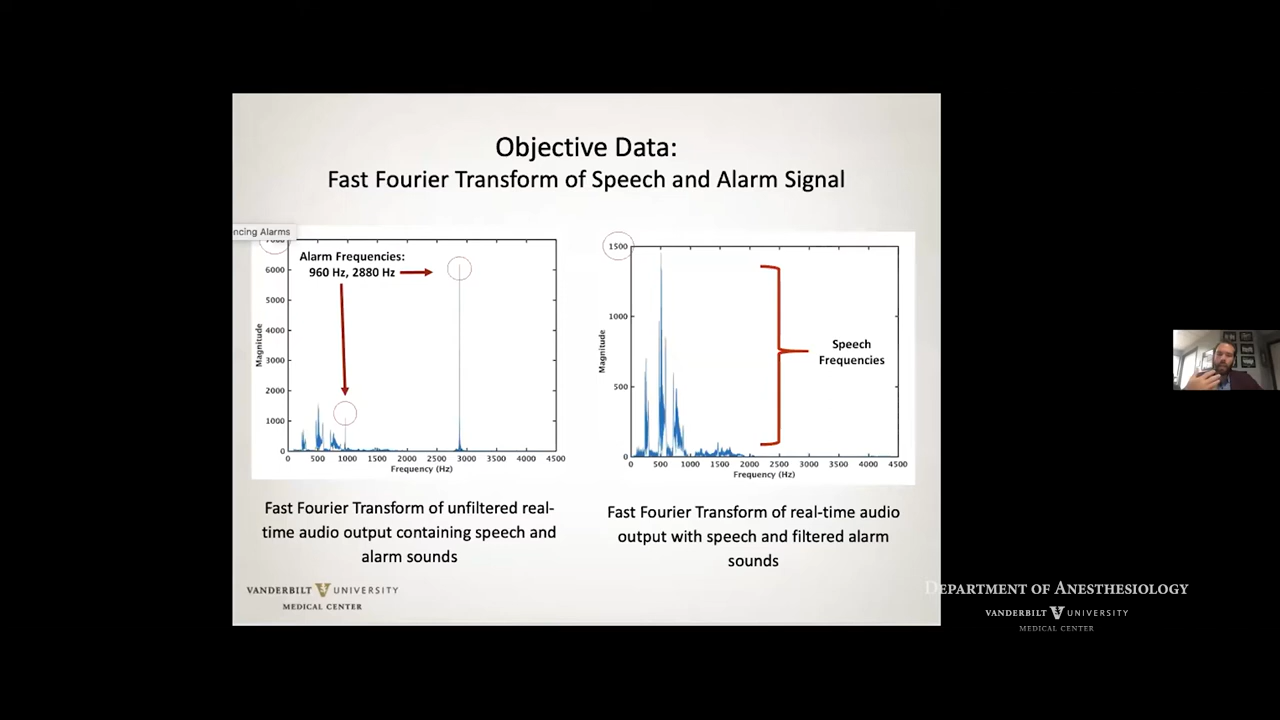 Objective Data:
Fast Fourier Transform of Speech and Alarm Signal
ncing Alarms
7000
6000
5000
4000
3000
2000
1000
0
Magnitude
Alarm Frequencies:
960 Hz, 2880 Hz
0 500 1000 1500 2000 2500 3000 3500 4000 4500
Frequency (Hz)
1500
1000
500
0
Magnitude
Speech
Frequencies
0 500 1000 1500 2000 2500 3000 3500 4000 4500
Frequency (Hz)
Fast Fourier Transform of unfiltered real-
time audio output containing speech and
alarm sounds
Fast Fourier Transform of real-time audio
output with speech and filtered alarm
sounds
VANDERBILT V UNIVERSITY
MEDICAL CENTER
DEPARTMENT OF ANESTHESIOLOGY
VANDERBILT V UNIVERSITY
MEDICAL CENTER